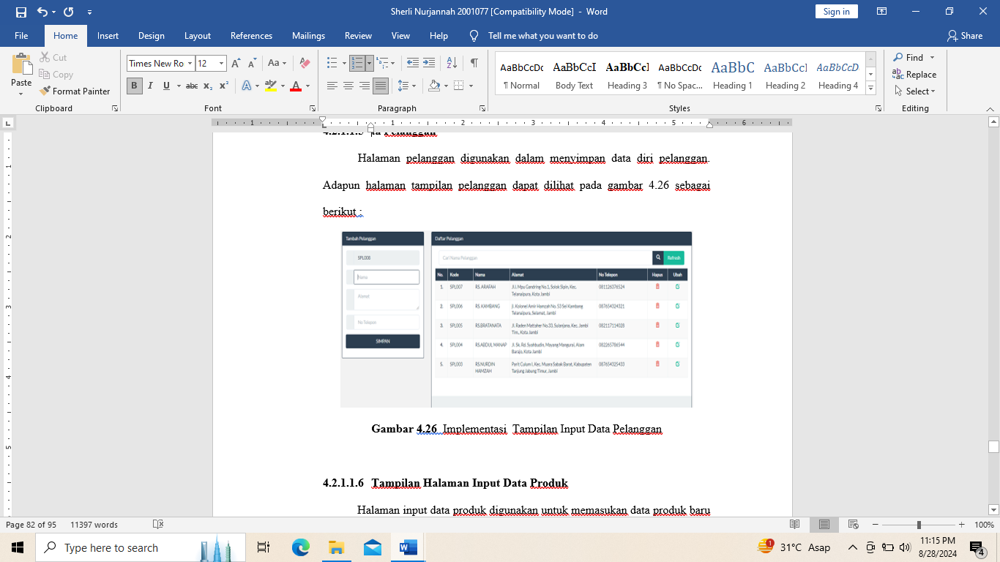 Sherli Nurjannah 2001077 [Compatibility Mode] - Word
Sign in
File Home Insert Design Layout References Mailings Review View Help Tell me what you want to do Share
Paste
Cut
Copy
Format Painter
Clipboard
Times New Ro 12
Font
Paragraph
AaBbCcDc AaBbCcI AaBbCcI AaBbCcDc AaBbC AaBbCcI AaBbCcD
¶ Normal Body Text Heading 3 ¶ No Spac... Heading 1 Heading 2 Heading 4
Styles
Find
Replace
Select
Editing
4.2.1.1.5 ta Pelanggan
Halaman pelanggan digunakan dalam menyimpan data diri pelanggan.
Adapun halaman tampilan pelanggan dapat dilihat pada gambar 4.26 sebagai
berikut :
Tambah Pelanggan
SPL008
Nama
Alamat
No Telepon
SIMPAN
Daftar Pelanggan
Cari Nama Pelanggan Refresh
No. Kode Nama Alamat No Telepon Hapus Ubah
1. SPL007 RS. ARAFAH Jl.l. Mpu Gandring No.1, Solok Sipin, Kec.
Telanaipura, Kota Jambi 081126376524
2. SPL006 RS. KAMBANG Jl. Kolonel Amir Hamzah No. 53 Sei Kambang
Telanaipura, Selamat, Jambi 087654324321
3. SPL005 RS.BRATANATA Jl. Raden Mattaher No.33, Sulanjana, Kec. Jambi
Tim., Kota Jambi 082117114028
4. SPL004 RS.ABDUL MANAP Jl. Sk. Rd. Syahbudin, Mayang Mangurai, Alam
Barajo, Kota Jambi 082265786544
5. SPL003 RS.NURDIN
HAMZAH Parit Culum I, Kec. Muara Sabak Barat, Kabupaten
Tanjung Jabung Timur, Jambi 087654325433
Gambar 4.26 Implementasi Tampilan Input Data Pelanggan
4.2.1.1.6 Tampilan Halaman Input Data Produk
Halaman input data produk digunakan untuk memasukan data produk baru
Page 82 of 95 11397 words 100%
Type here to search
31°C Asap
11:15 PM
8/28/2024
4